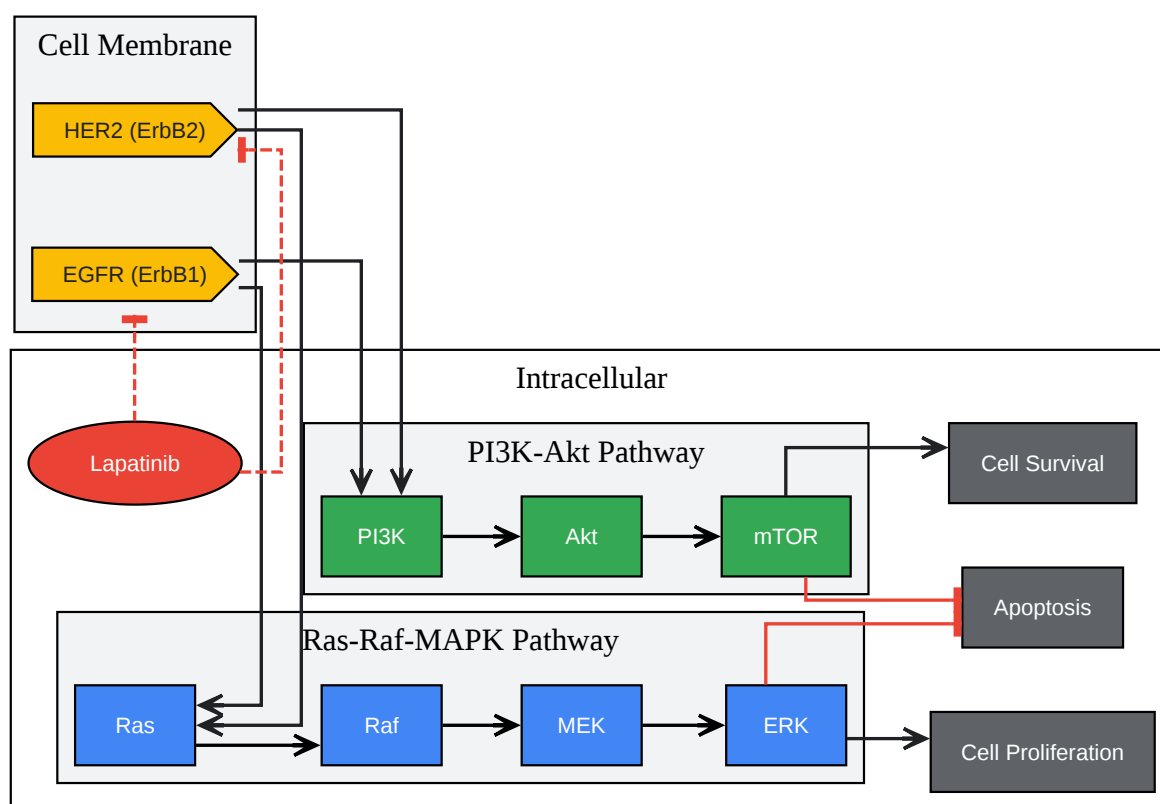 Cell Membrane
HER2 (ErbB2)
EGFR (ErbB1)
Intracellular
Lapatinib
PI3K-Akt Pathway
PI3K
Akt
mTOR
Cell Survival
Apoptosis
Ras-Raf-MAPK Pathway
Ras
Raf
MEK
ERK
Cell Proliferation